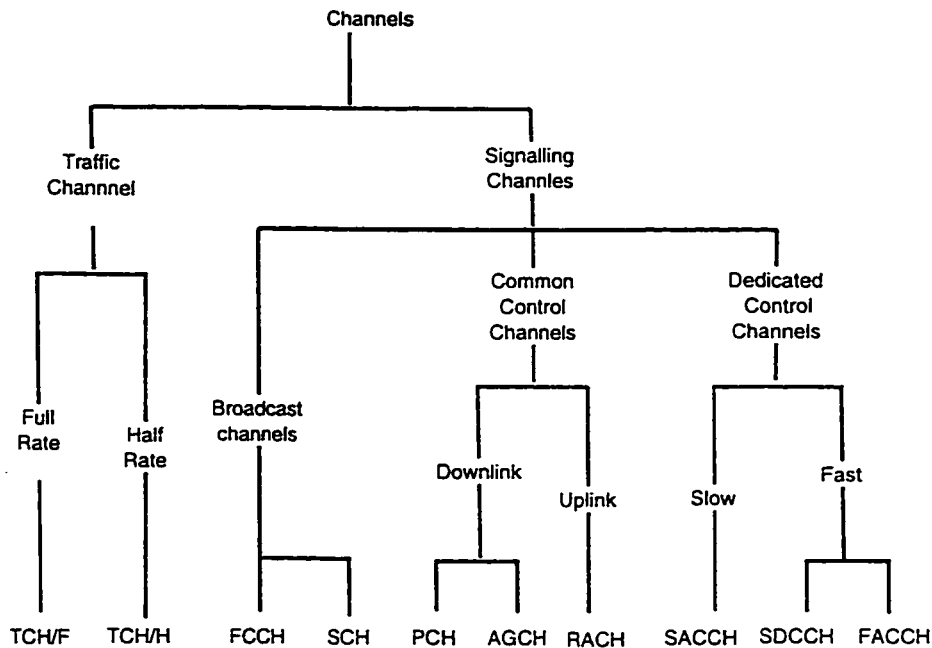 Channels
Traffic
Channnel
Signalling
Channles
Common
Control
Channels
Dedicated
Control
Channels
Full
Rate
Half
Rate
Broadcast
channels
Downlink
Uplink
Slow
Fast
TCH/F
TCH/H
FCCH
SCH
PCH
AGCH
RACH
SACCH
SDCCH
FACCH